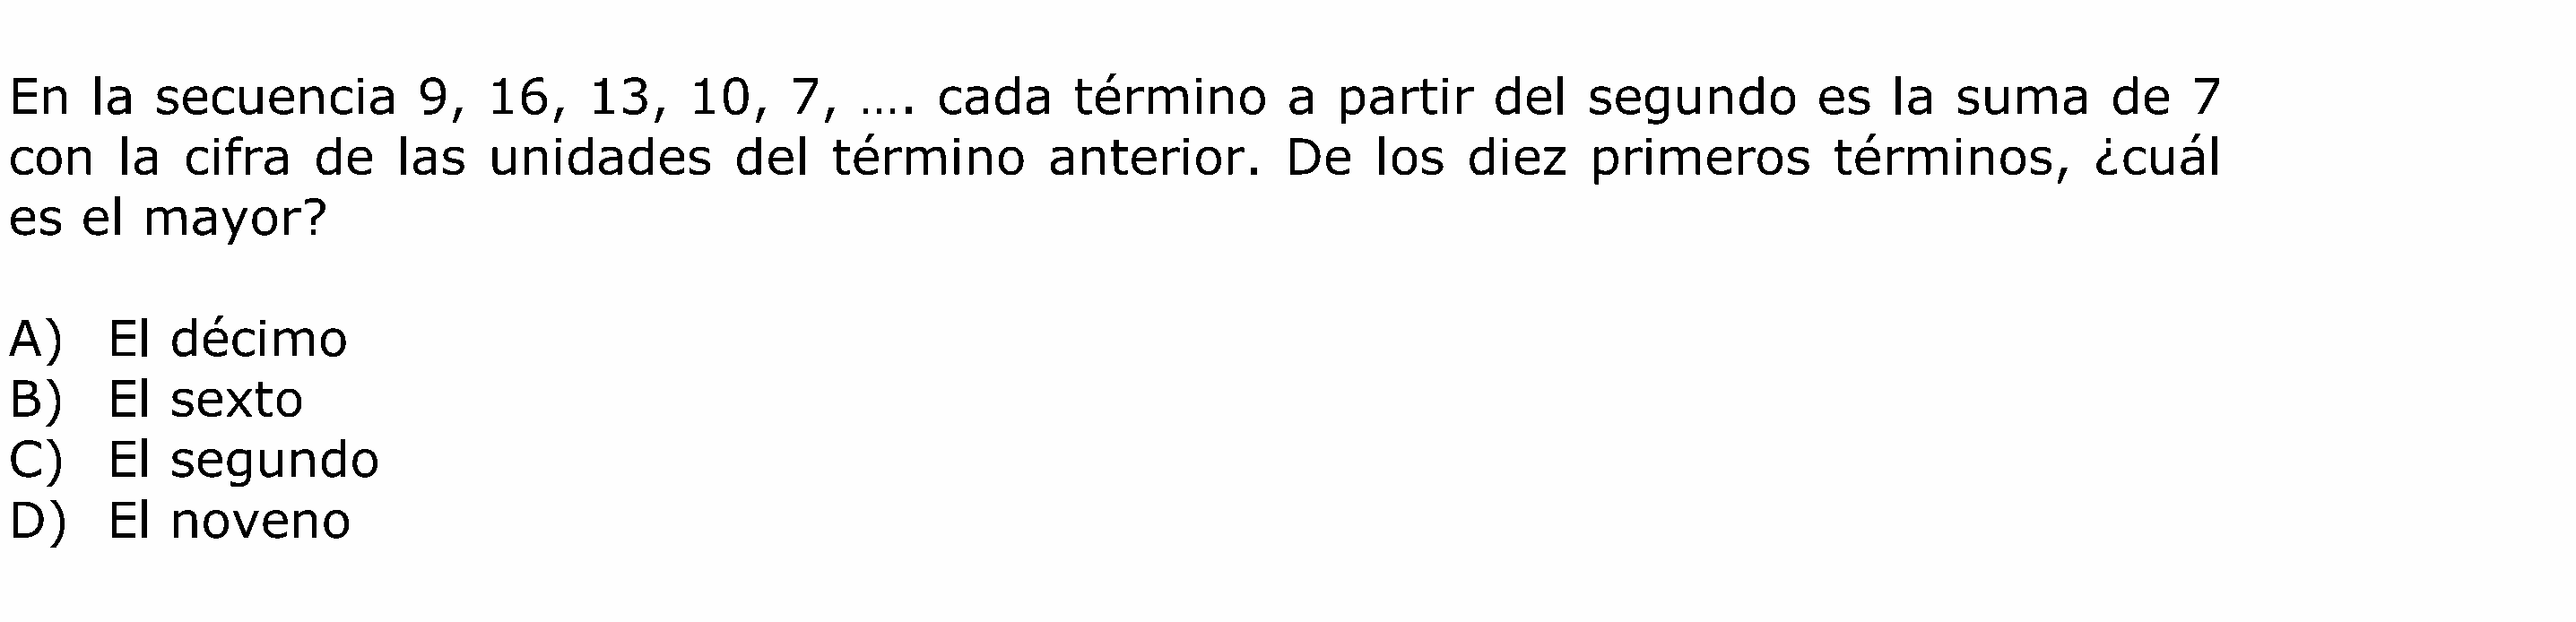 En la secuencia 9, 16, 13, 10, 7, .... cada término a partir del segundo es la suma de 7
con la cifra de las unidades del término anterior. De los diez primeros términos, ¿cuál
es el mayor?
A) El décimo
B) El sexto
C) El segundo
D) El noveno